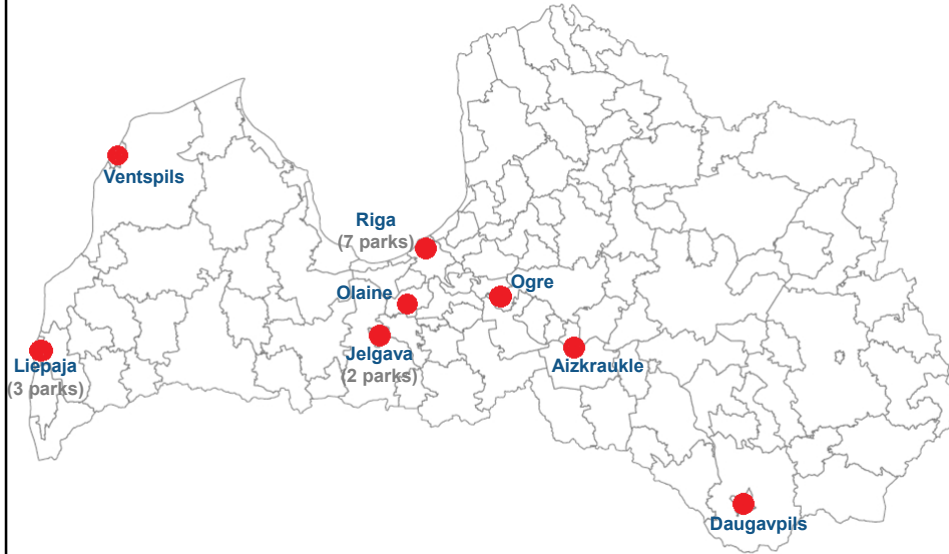 Ventspils
Riga
(7 parks)
Olaine
Ogre
Jelgava
(2 parks)
Liepaja
(3 parks)
Aizkraukle
Daugavpils